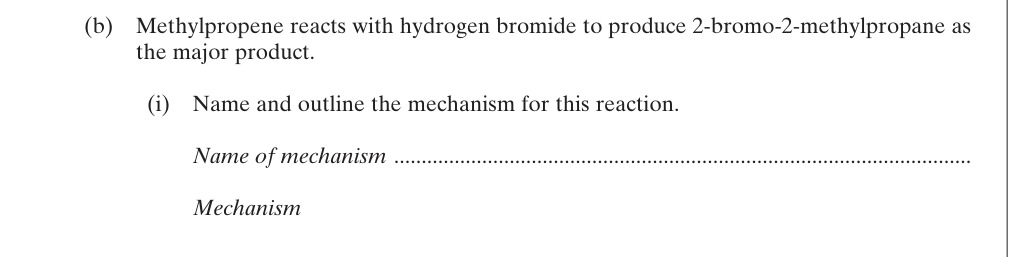 (b) Methylpropene reacts with hydrogen bromide to produce 2-bromo-2-methylpropane as
the major product.
(i) Name and outline the mechanism for this reaction.
Name of mechanism ........................................................................................................
Mechanism